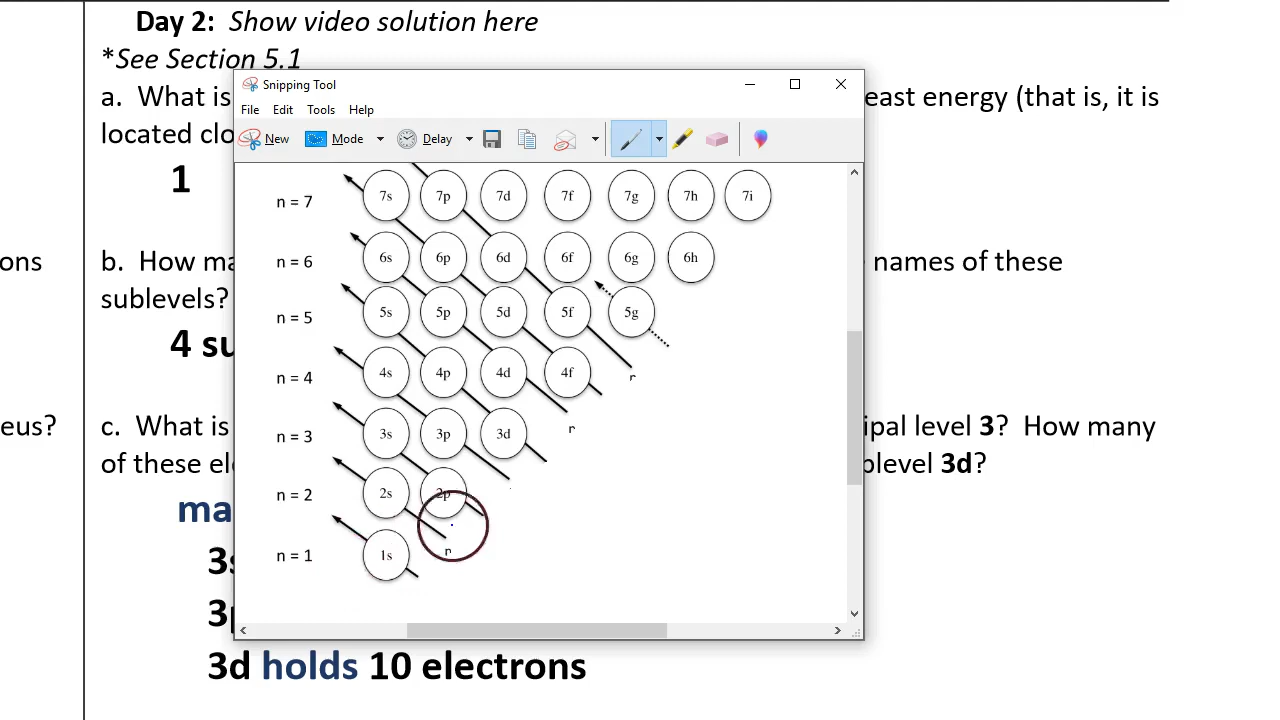 Day 2: Show video solution here
*See Section 5.1
Snipping Tool
a. What is
east energy (that is, it is
File Edit Tools Help
located clo
New Mode Delay
1
n = 7 7s 7p 7d 7f 7g 7h 7i
ons b. How ma
names of these
n = 6 6s 6p 6d 6f 6g 6h
sublevels?
n = 5 5s 5p 5d 5f 5g
4 su
n = 4 4s 4p 4d 4f
eus? c. What is
ipal level 3? How many
n = 3 3s 3p 3d
of these el
level 3d?
n = 2 2s 2p
ma
n = 1 1s
3s
3p
3d holds 10 electrons